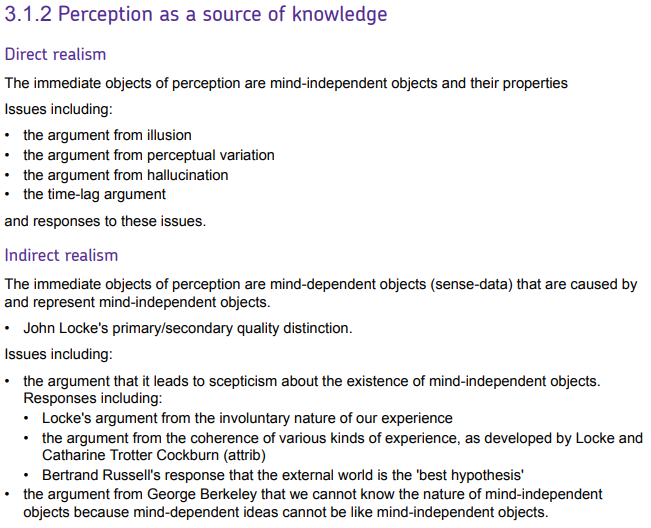 3.1.2 Perception as a source of knowledge
Direct realism
The immediate objects of perception are mind-independent objects and their properties
Issues including:
• the argument from illusion
• the argument from perceptual variation
• the argument from hallucination
• the time-lag argument
and responses to these issues.
Indirect realism
The immediate objects of perception are mind-dependent objects (sense-data) that are caused by
and represent mind-independent objects.
• John Locke's primary/secondary quality distinction.
Issues including:
• the argument that it leads to scepticism about the existence of mind-independent objects.
Responses including:
• Locke's argument from the involuntary nature of our experience
• the argument from the coherence of various kinds of experience, as developed by Locke and
Catharine Trotter Cockburn (attrib)
• Bertrand Russell's response that the external world is the 'best hypothesis'
• the argument from George Berkeley that we cannot know the nature of mind-independent
objects because mind-dependent ideas cannot be like mind-independent objects.